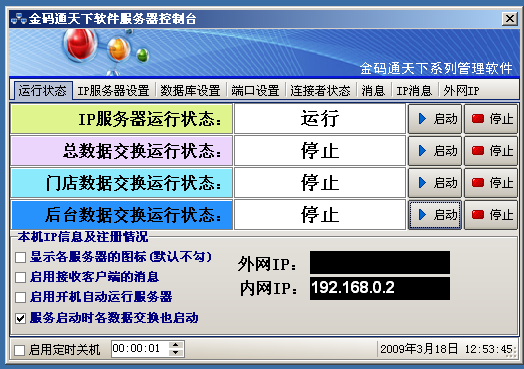 金码通天下软件服务器控制台
金码通天下系列管理软件
运行状态 IP服务器设置 数据库设置 端口设置 连接者状态 消息 IP消息 外网IP
IP服务器运行状态： 运行 启动 停止
总数据交换运行状态： 停止 启动 停止
门店数据交换运行状态： 停止 启动 停止
后台数据交换运行状态： 停止 启动 停止
本机IP信息及注册情况
显示各服务器的图标(默认不勾)
启用接收客户端的消息
启用开机自动运行服务器
服务启动时各数据交换也启动
外网IP：
内网IP： 192.168.0.2
启用定时关机 00:00:01 2009年3月18日 12:53:45